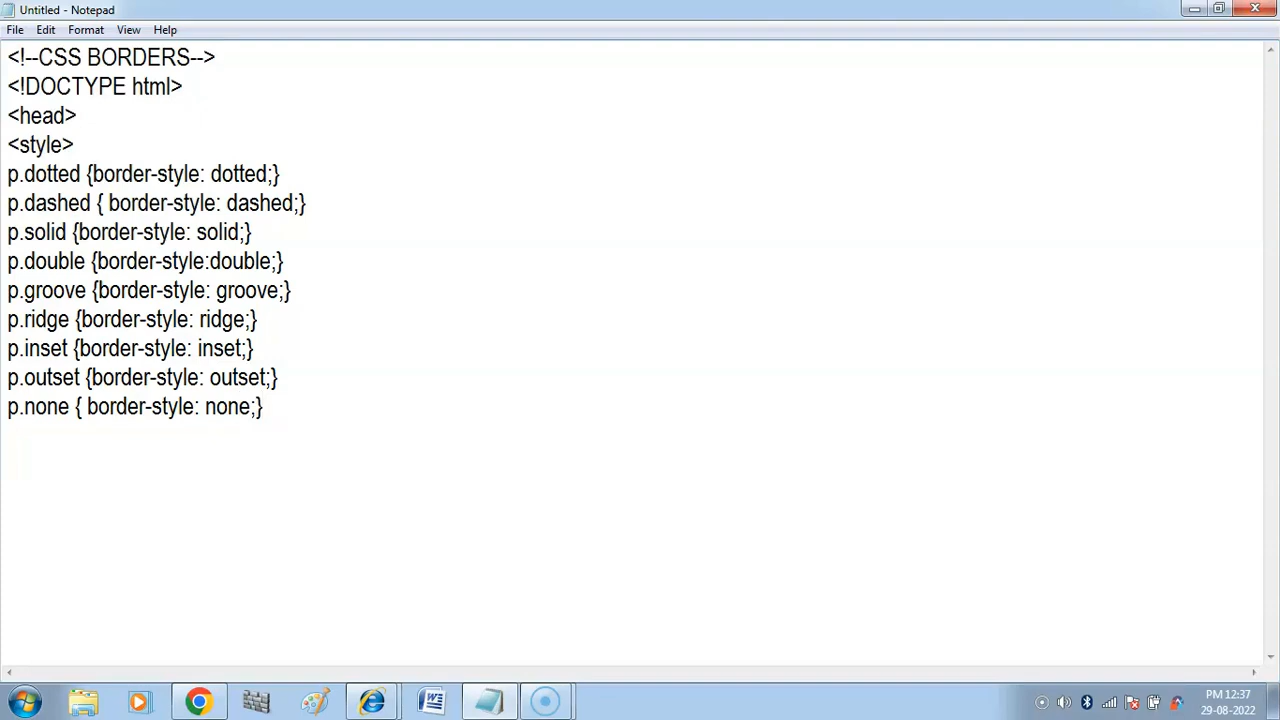 Untitled - Notepad
File Edit Format View Help
<!--CSS BORDERS-->
<!DOCTYPE html>
<head>
<style>
p.dotted {border-style: dotted;}
p.dashed { border-style: dashed;}
p.solid {border-style: solid;}
p.double {border-style:double;}
p.groove {border-style: groove;}
p.ridge {border-style: ridge;}
p.inset {border-style: inset;}
p.outset {border-style: outset;}
p.none { border-style: none;}
PM 12:37
29-08-2022